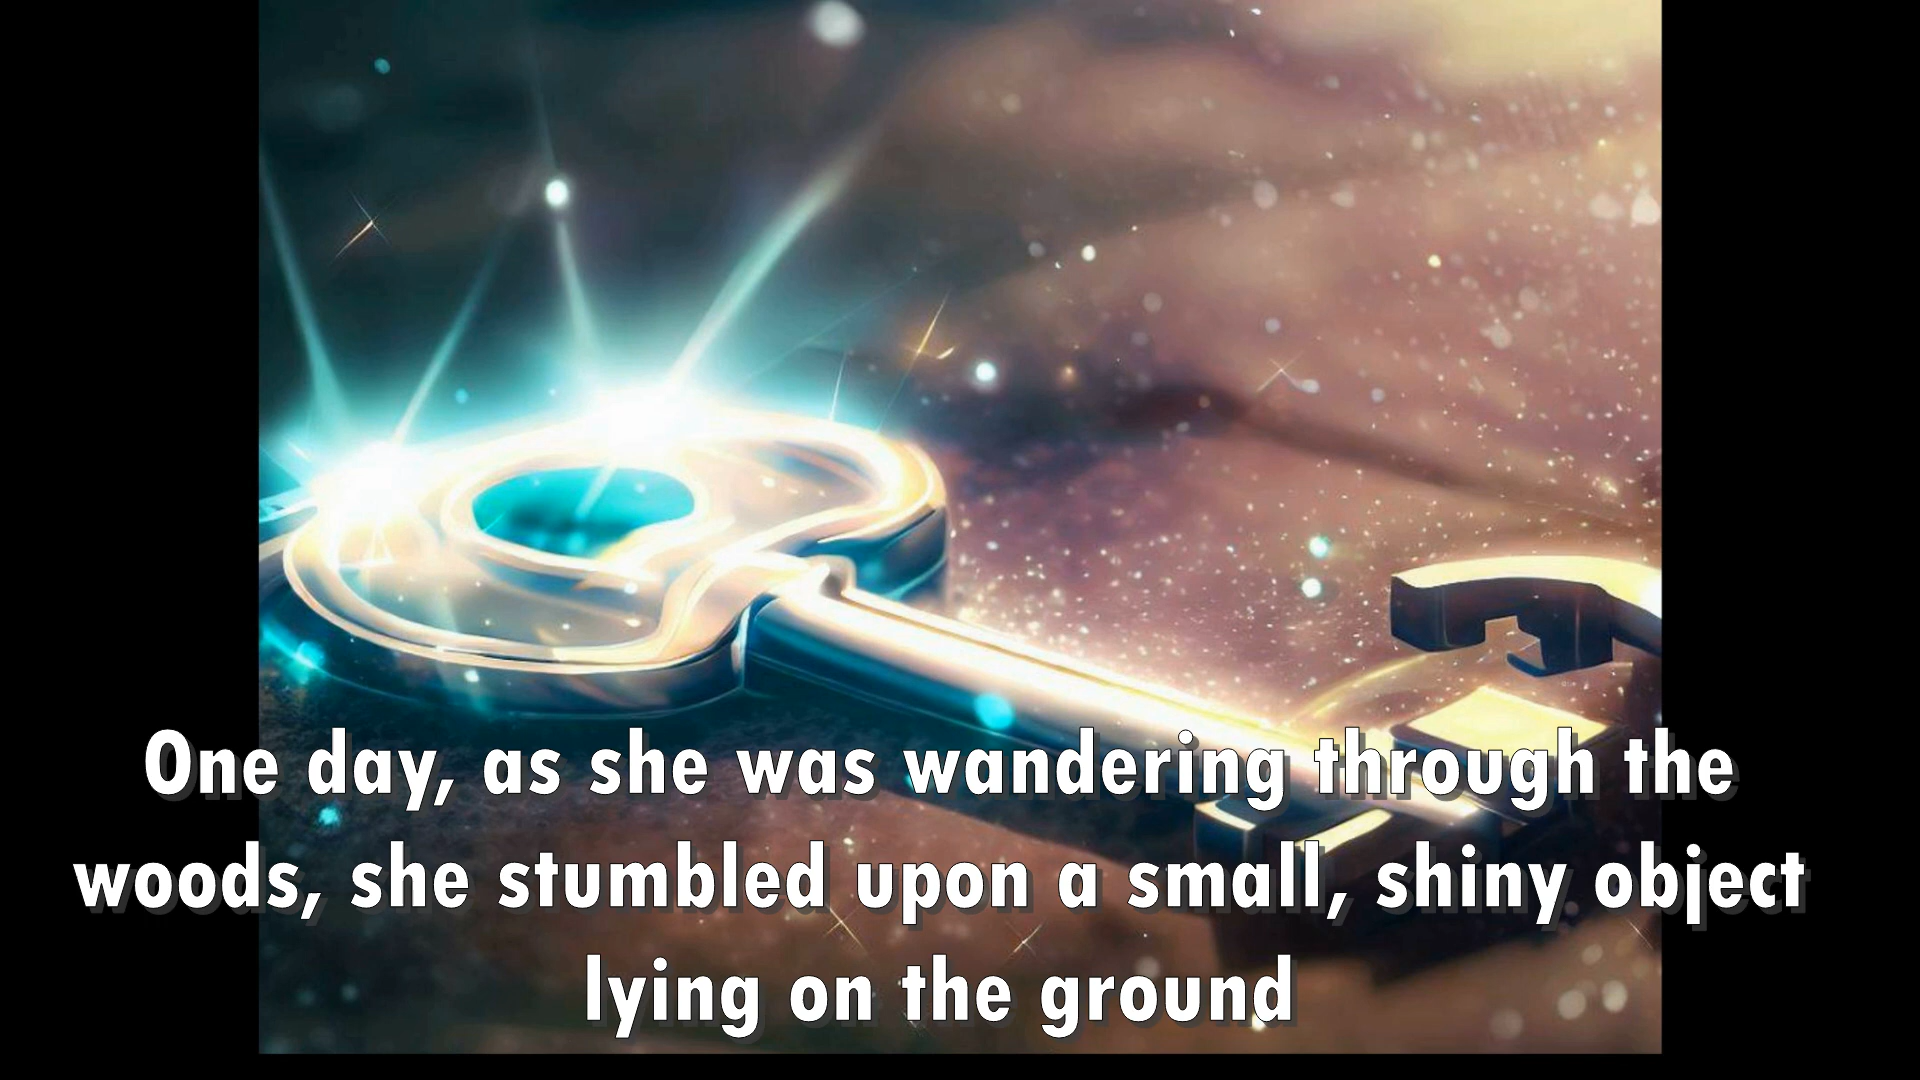 One day, as she was wandering through the
woods, she stumbled upon a small, shiny object
lying on the ground